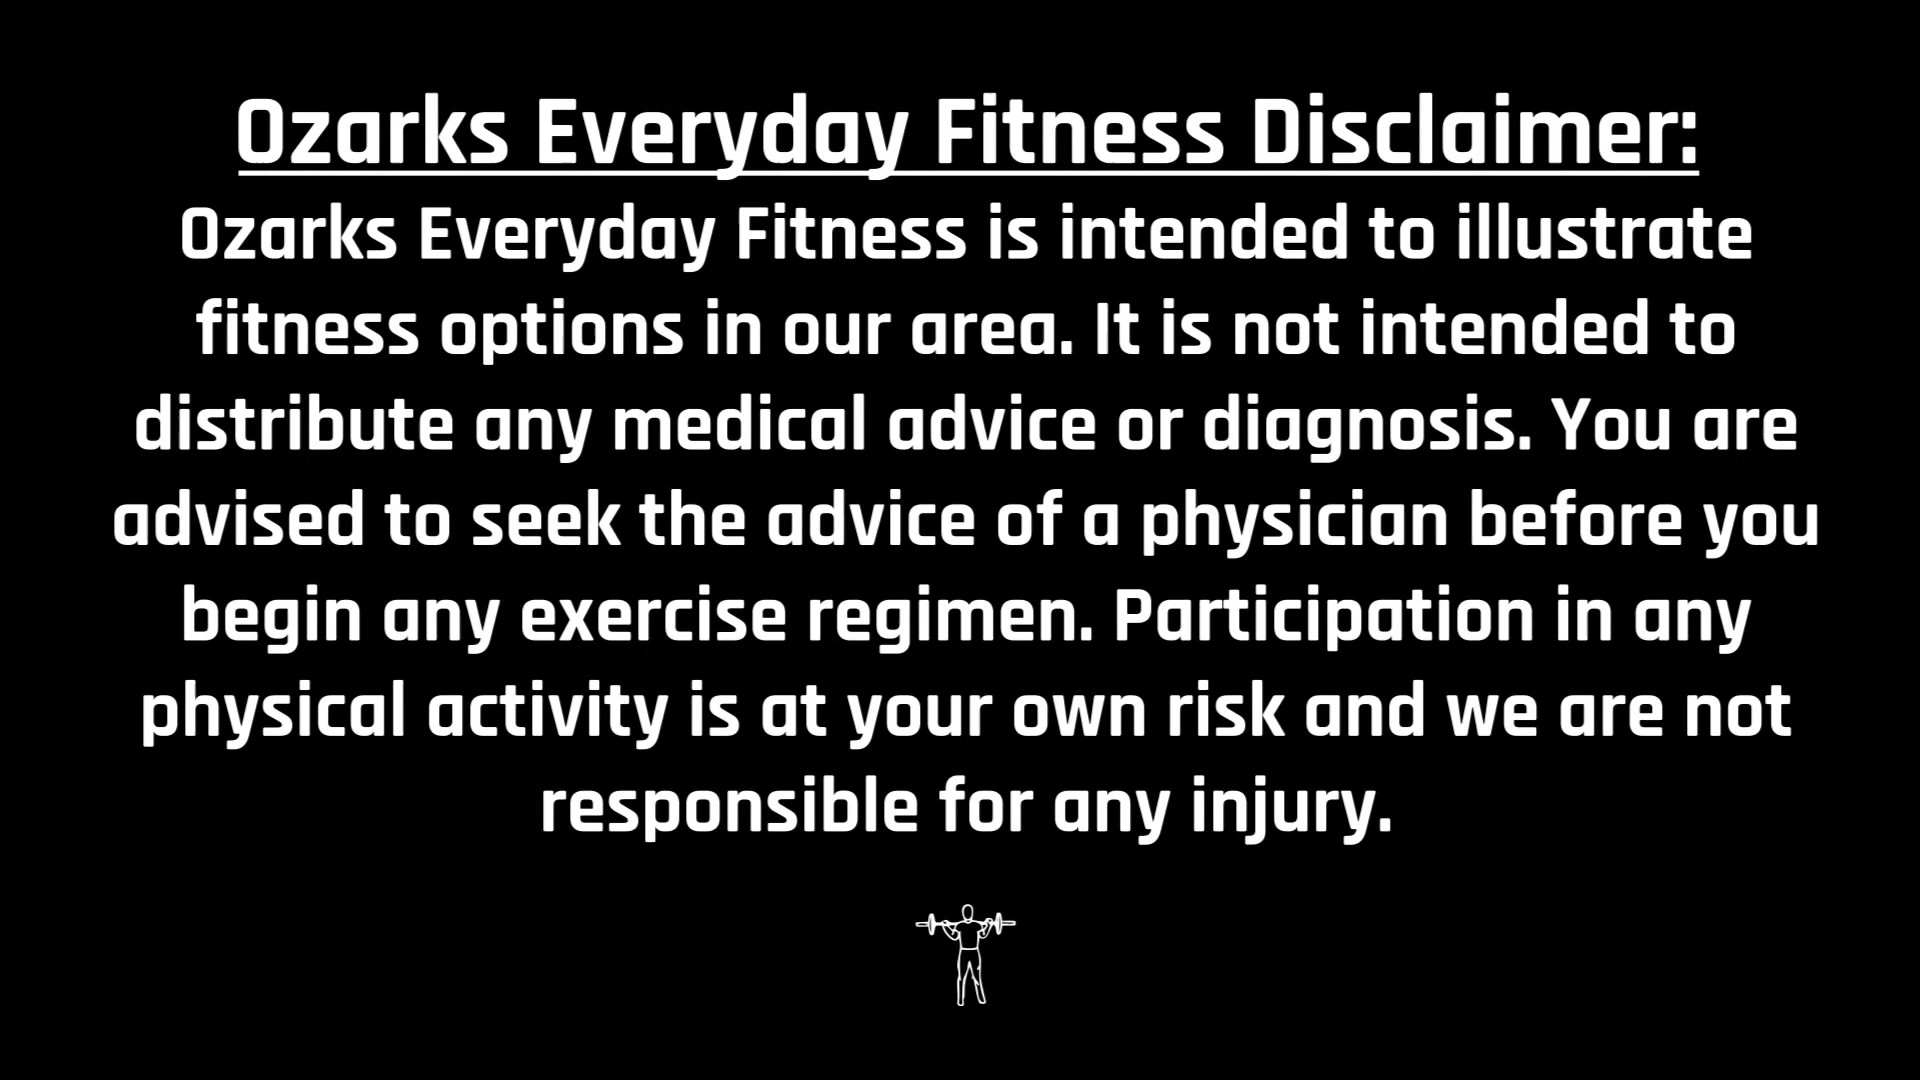 Ozarks Everyday Fitness Disclaimer:
Ozarks Everyday Fitness is intended to illustrate
fitness options in our area. It is not intended to
distribute any medical advice or diagnosis. You are
advised to seek the advice of a physician before you
begin any exercise regimen. Participation in any
physical activity is at your own risk and we are not
responsible for any injury.